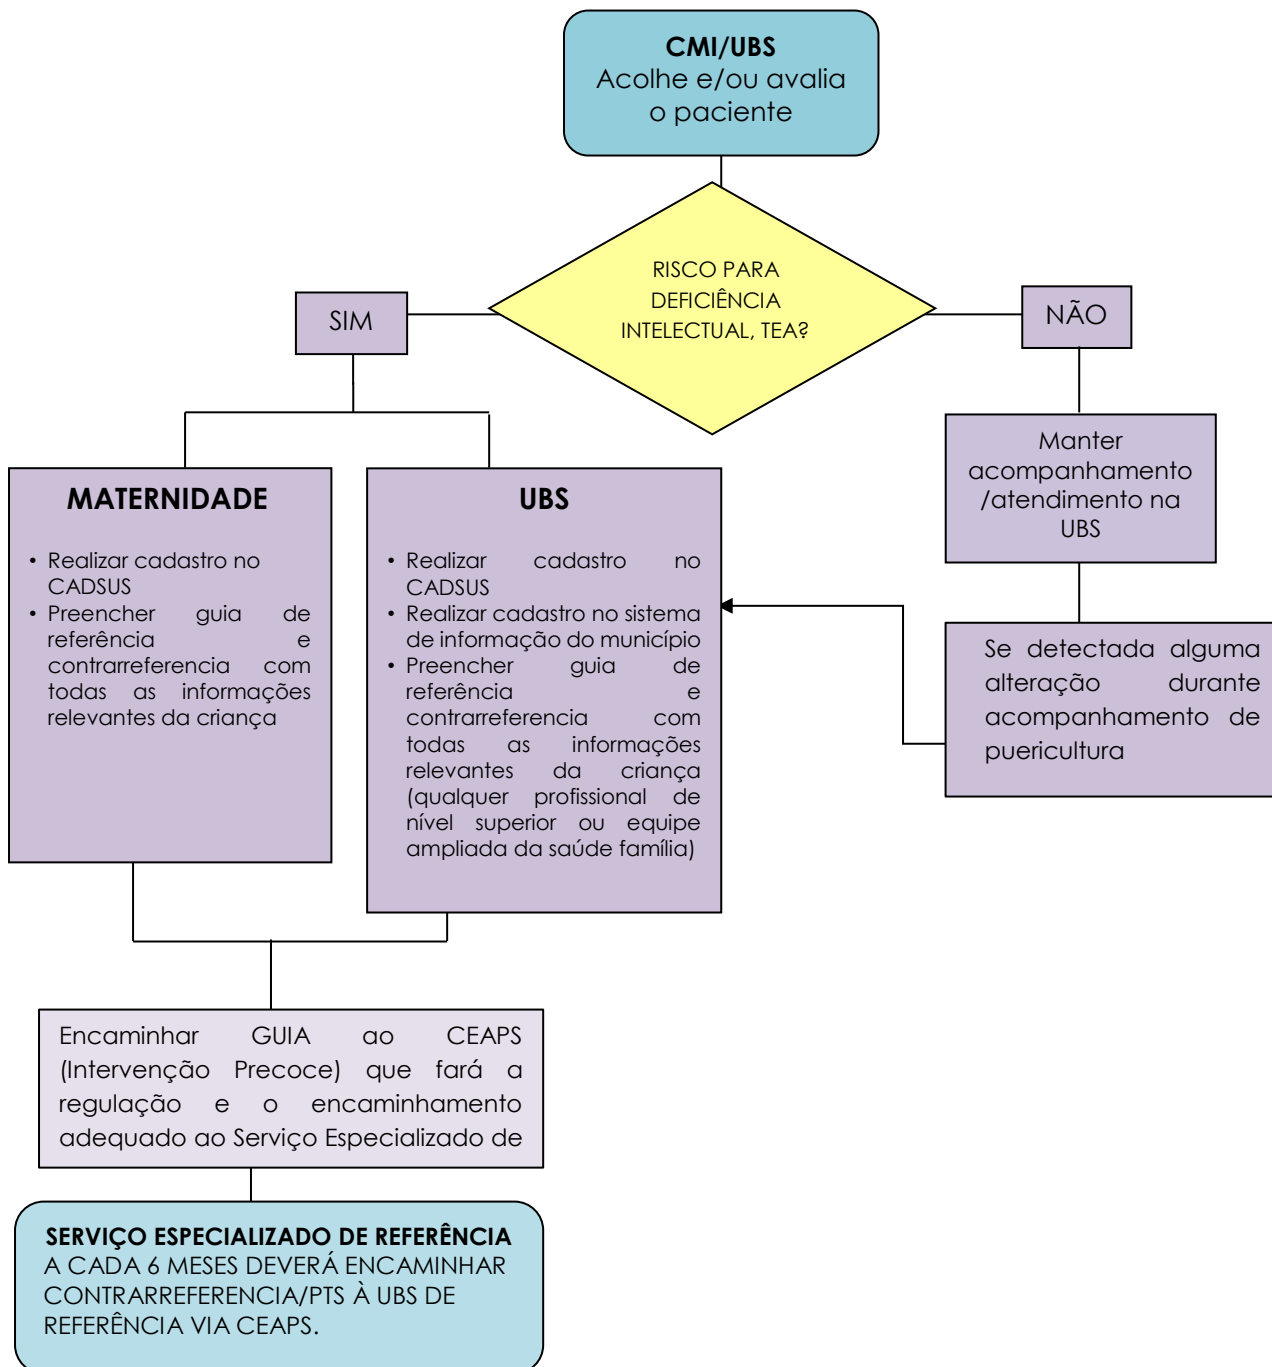 CMI/UBS
Acolhe e/ou avalia
o paciente
RISCO PARA
DEFICIÊNCIA
INTELECTUAL, TEA?
SIM
NÃO
MATERNIDADE
• Realizar cadastro no
CADSUS
• Preencher guia de
referência e
contrarreferencia com
todas as informações
relevantes da criança
UBS
• Realizar cadastro no
CADSUS
• Realizar cadastro no sistema
de informação do município
• Preencher guia de
referência e
contrarreferencia com
todas as informações
relevantes da criança
(qualquer profissional de
nível superior ou equipe
ampliada da saúde família)
Manter
acompanhamento
/atendimento na
UBS
Se detectada alguma
alteração durante
acompanhamento de
puericultura
Encaminhar GUIA ao CEAPS
(Intervenção Precoce) que fará a
regulação e o encaminhamento
adequado ao Serviço Especializado de
SERVIÇO ESPECIALIZADO DE REFERÊNCIA
A CADA 6 MESES DEVERÁ ENCAMINHAR
CONTRARREFERENCIA/PTS À UBS DE
REFERÊNCIA VIA CEAPS.